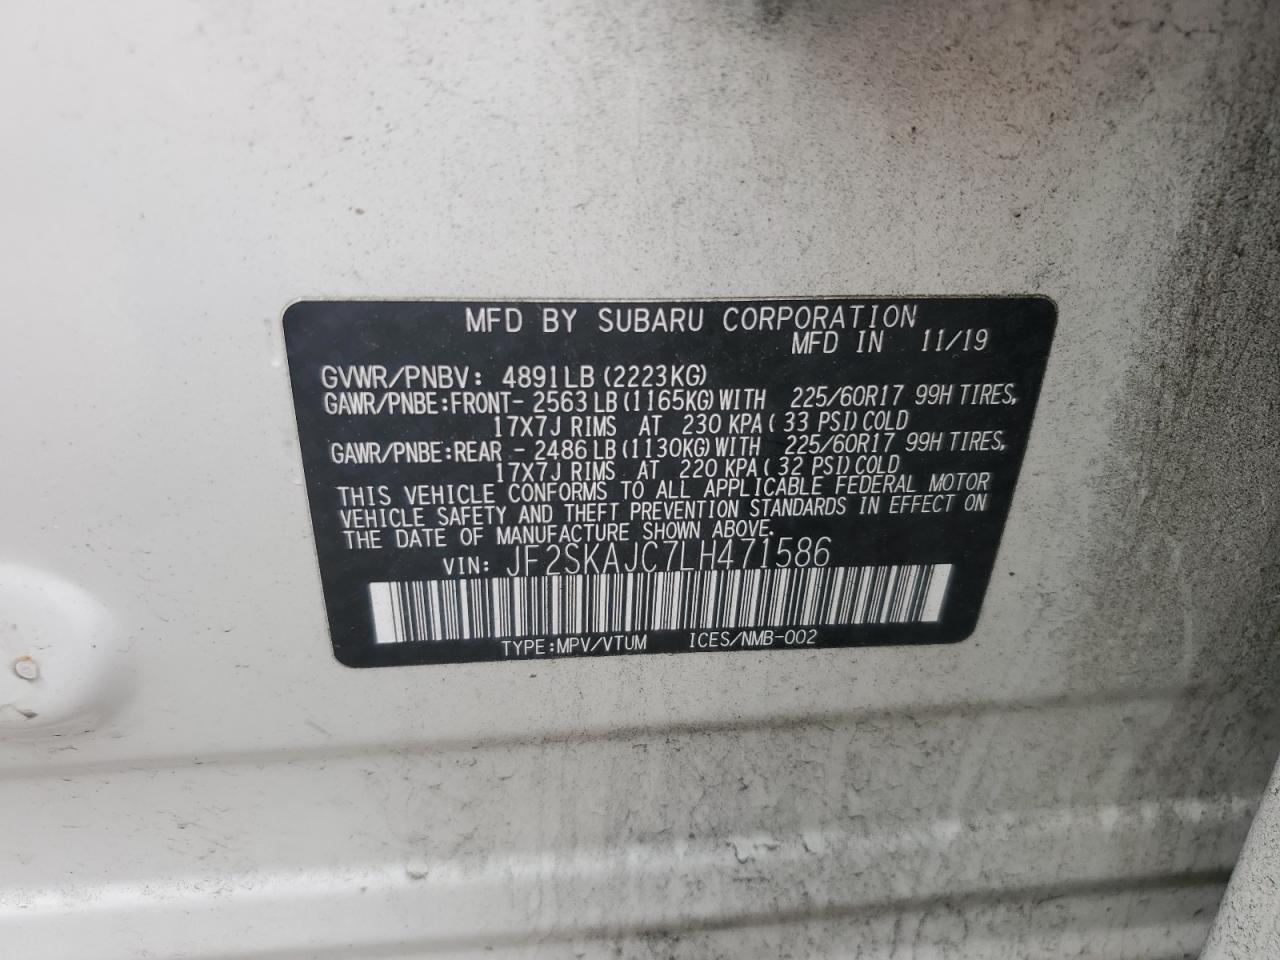 MFD BY SUBARU CORPORATION
MFD IN 11/19
GVWR/PNBV: 4891LB (2223KG)
GAWR/PNBE:FRONT- 2563LB (1165KG) WITH 225/60R17 99H TIRES,
17X7J RIMS AT 230 KPA ( 33 PSI) COLD
GAWR/PNBE:REAR - 2486LB (1130KG) WITH 225/60R17 99H TIRES,
17X7J RIMS AT 220 KPA ( 32 PSI) COLD
THIS VEHICLE CONFORMS TO ALL APPLICABLE FEDERAL MOTOR
VEHICLE SAFETY AND THEFT PREVENTION STANDARDS IN EFFECT ON
THE DATE OF MANUFACTURE SHOWN ABOVE.
VIN: JF2SKAJC7LH471586
TYPE:MPV/VTUM ICES/NMB-002